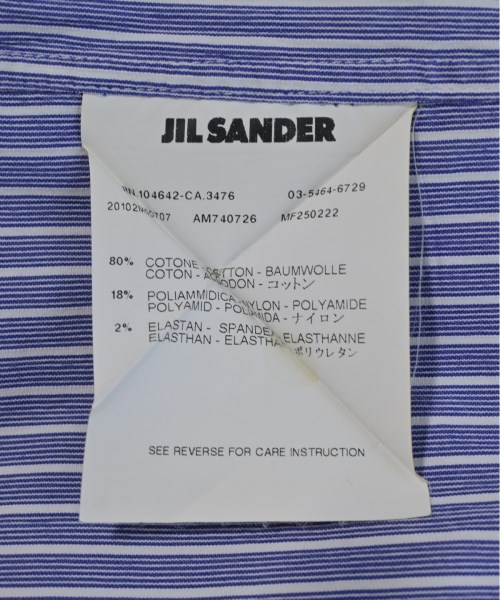 JIL SANDER
RN 104642-CA.3476 03-5464-6729
AM740726 MF250222
80% COTONE
COTON - COTTON - BAUMWOLLE
コットン
18% POLIAMMIDICA NYLON - POLYAMIDE
POLYAMID - POLIAMIDA - ナイロン
2% ELASTAN - SPANDEX ELASTHANNE
ELASTHAN - ELASTHAN
ポリウレタン
SEE REVERSE FOR CARE INSTRUCTION